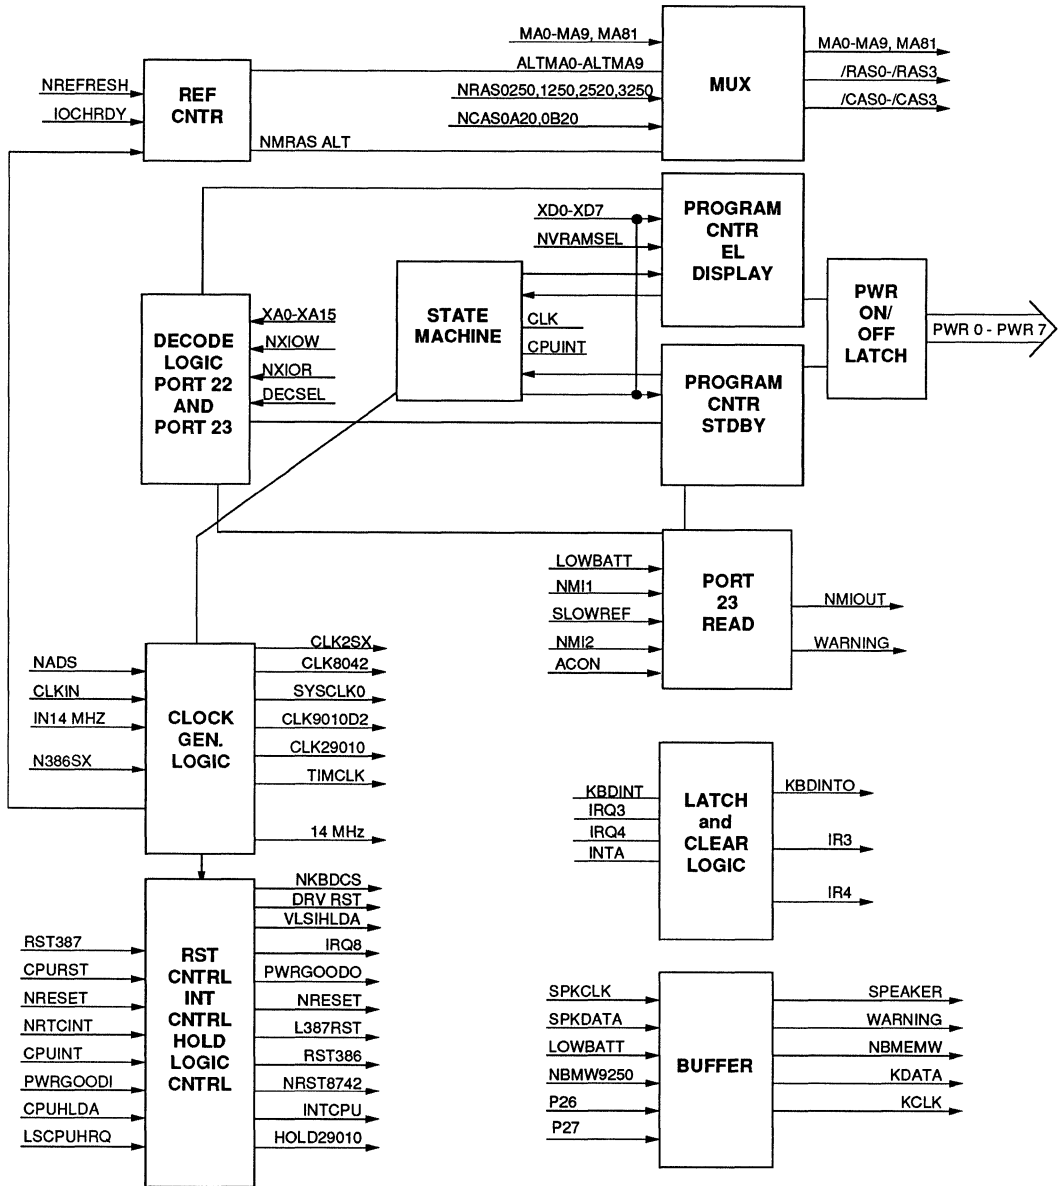 MA0-MA9, MA81
ALTMA0-ALTMA9
NRAS0250,1250,2520,3250
NCAS0A20,0B20
MUX
MA0-MA9, MA81
/RAS0-/RAS3
/CAS0-/CAS3
NREFRESH
IOCHRDY
REF
CNTR
NMRAS ALT
XD0-XD7
NVRAMSEL
PROGRAM
CNTR
EL
DISPLAY
STATE
MACHINE
CLK
CPUINT
DECODE
LOGIC
PORT 22
AND
PORT 23
XA0-XA15
NXIOW
NXIOR
DECSEL
PROGRAM
CNTR
STDBY
PWR
ON/
OFF
LATCH
PWR 0 - PWR 7
LOWBATT
NMI1
SLOWREF
NMI2
ACON
PORT
23
READ
NMIOUT
WARNING
NADS
CLKIN
IN14 MHZ
N386SX
CLOCK
GEN.
LOGIC
CLK2SX
CLK8042
SYSCLK0
CLK9010D2
CLK29010
TIMCLK
14 MHz
KBDINT
IRQ3
IRQ4
INTA
LATCH
and
CLEAR
LOGIC
KBDINTO
IR3
IR4
RST387
CPURST
NRESET
NRTCINT
CPUINT
PWRGOODI
CPUHLDA
LSCPUHRQ
RST
CNTRL
INT
CNTRL
HOLD
LOGIC
CNTRL
NKBDCS
DRV RST
VLSIHLDA
IRQ8
PWRGOODO
NRESET
L387RST
RST386
NRST8742
INTCPU
HOLD29010
SPKCLK
SPKDATA
LOWBATT
NBMW9250
P26
P27
BUFFER
SPEAKER
WARNING
NBMEMW
KDATA
KCLK